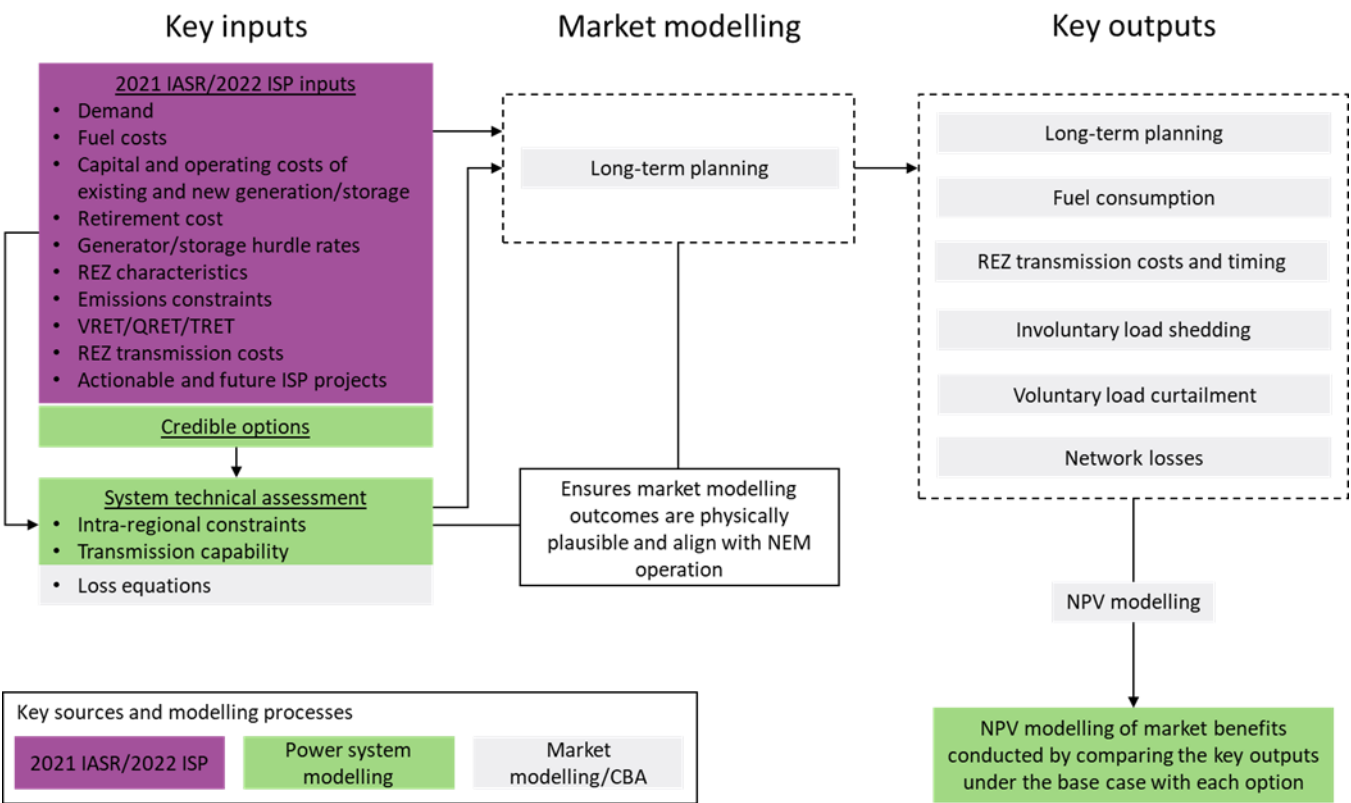 Key inputs
Market modelling
Key outputs
2021 IASR/2022 ISP inputs
• Demand
• Fuel costs
• Capital and operating costs of
existing and new generation/storage
• Retirement cost
• Generator/storage hurdle rates
• REZ characteristics
• Emissions constraints
• VRET/QRET/TRET
• REZ transmission costs
• Actionable and future ISP projects
Credible options
System technical assessment
• Intra-regional constraints
• Transmission capability
• Loss equations
Long-term planning
Ensures market modelling
outcomes are physically
plausible and align with NEM
operation
Long-term planning
Fuel consumption
REZ transmission costs and timing
Involuntary load shedding
Voluntary load curtailment
Network losses
NPV modelling
NPV modelling of market benefits
conducted by comparing the key outputs
under the base case with each option
Key sources and modelling processes
2021 IASR/2022 ISP
Power system
modelling
Market
modelling/CBA